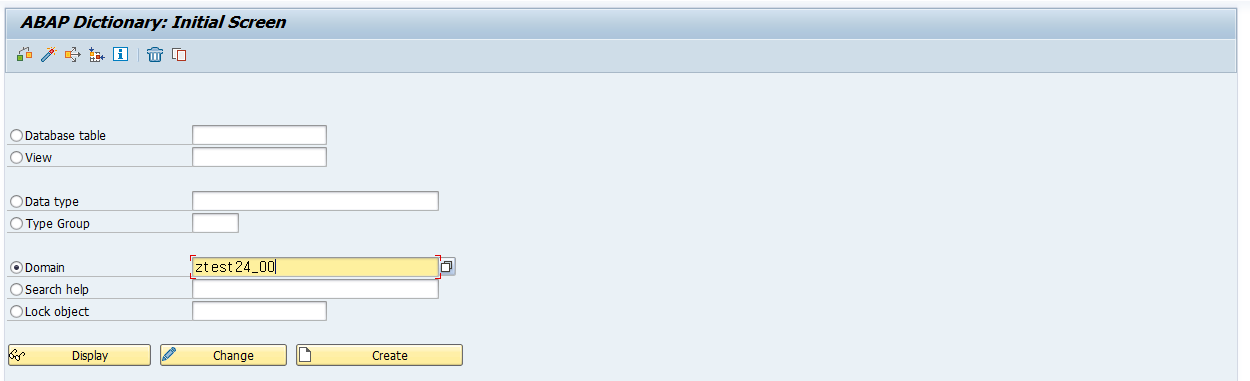 ABAP Dictionary: Initial Screen
Database table
View
Data type
Type Group
Domain ztest24_00
Search help
Lock object
Display Change Create